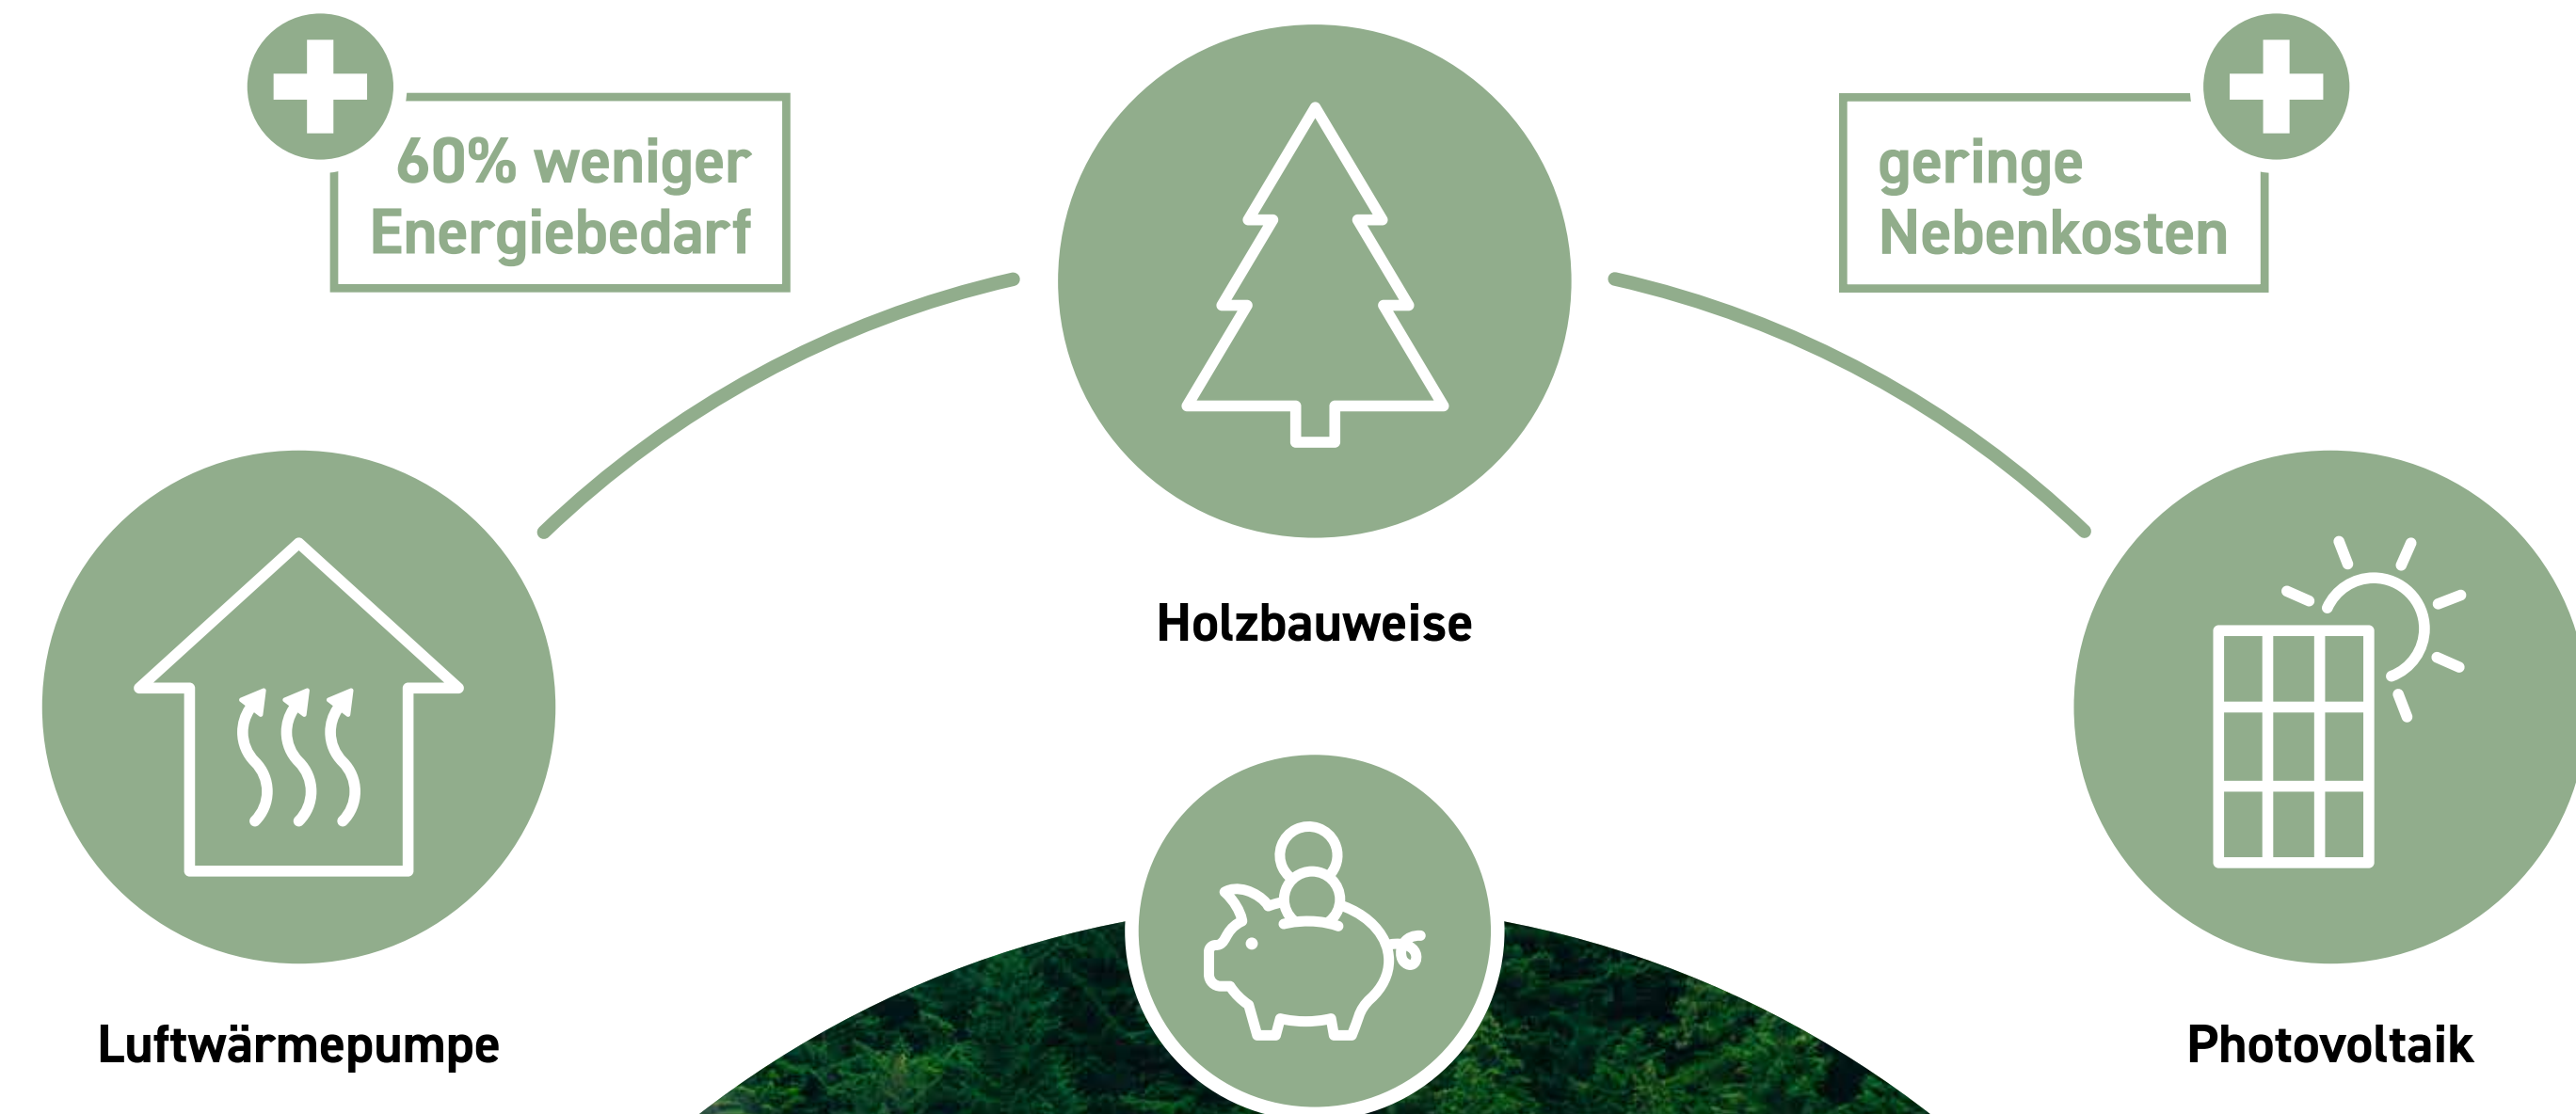 60% weniger
Energiebedarf
geringe
Nebenkosten
Holzbauweise
Luftwärmepumpe
Photovoltaik